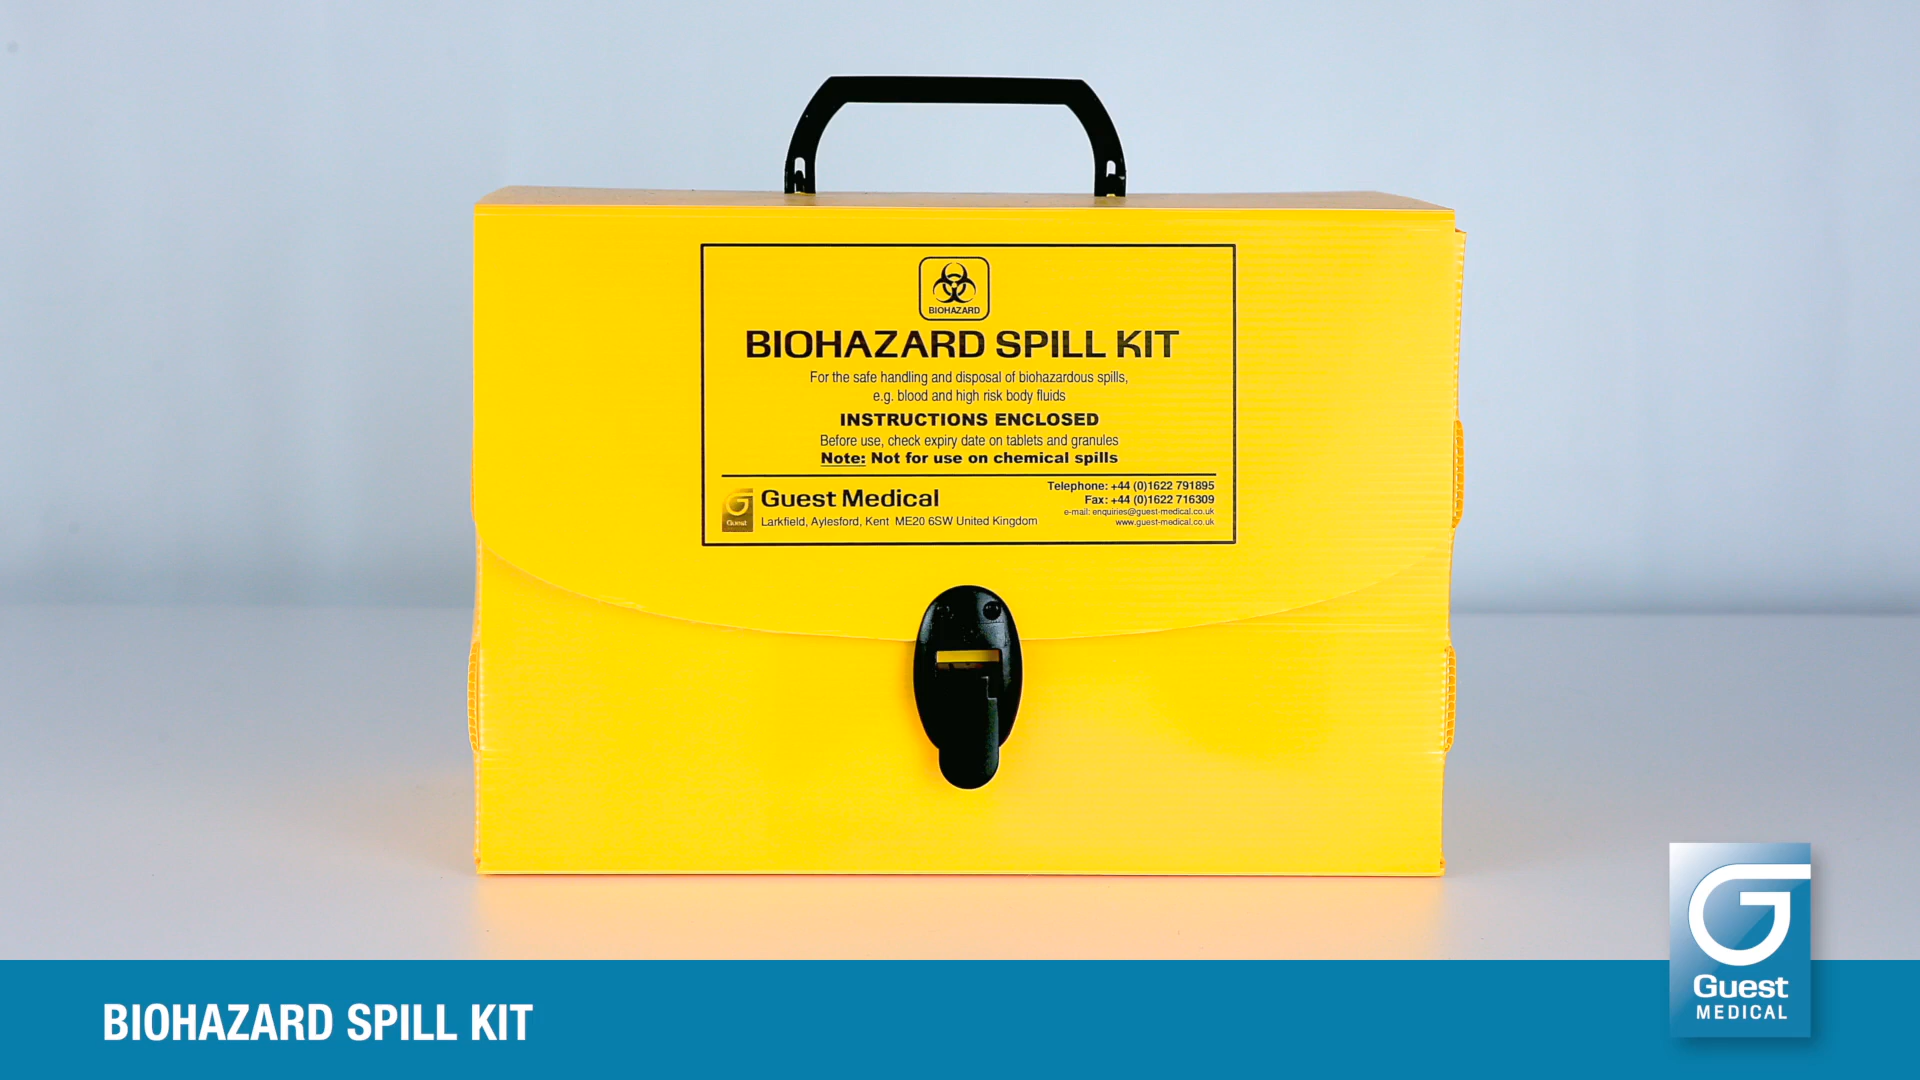 BIOHAZARD
BIOHAZARD SPILL KIT
For the safe handling and disposal of biohazardous spills,
e.g. blood and high risk body fluids
INSTRUCTIONS ENCLOSED
Before use, check expiry date on tablets and granules
Note: Not for use on chemical spills
Guest
Guest Medical
Larkfield, Aylesford, Kent ME20 6SW United Kingdom
Telephone: +44 (0)1622 791895
Fax: +44 (0)1622 716309
e-mail: enquiries@guest-medical.co.uk
www.guest-medical.co.uk
BIOHAZARD SPILL KIT
Guest
MEDICAL